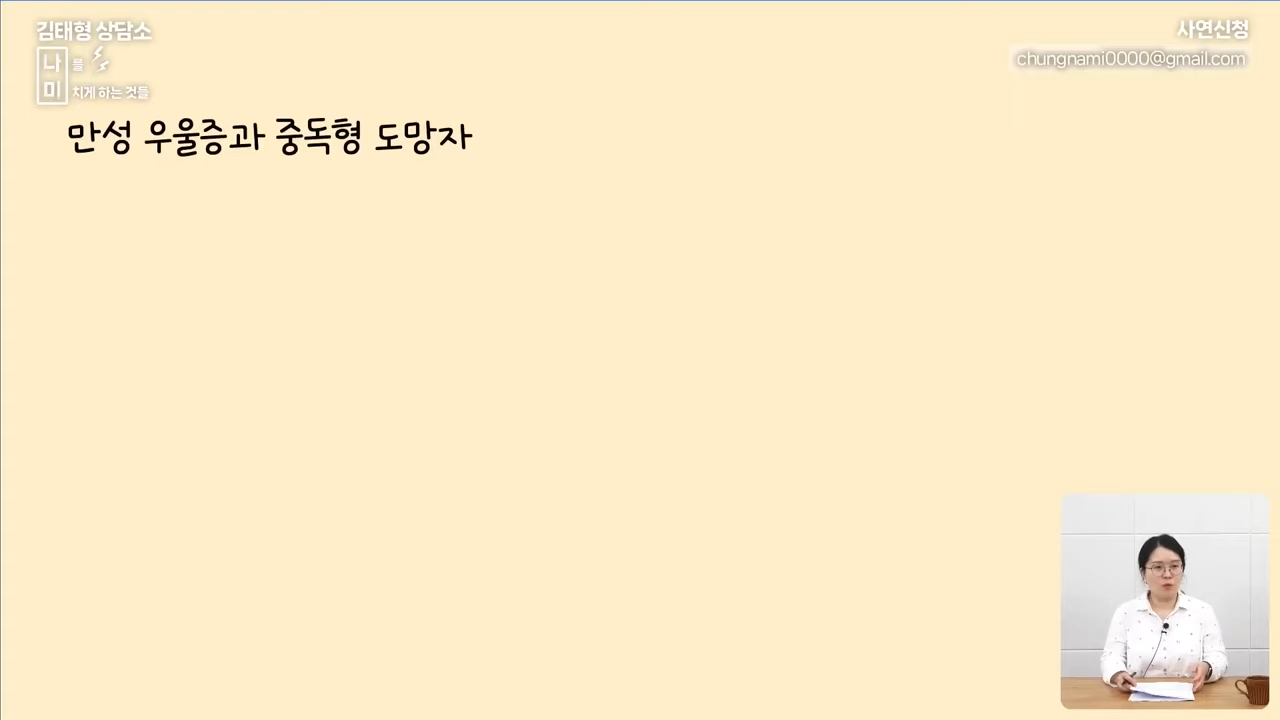 김태형 상담소
나를
미치게 하는 것들
사연신청
chungnami0000@gmail.com
만성 우울증과 중독형 도망자